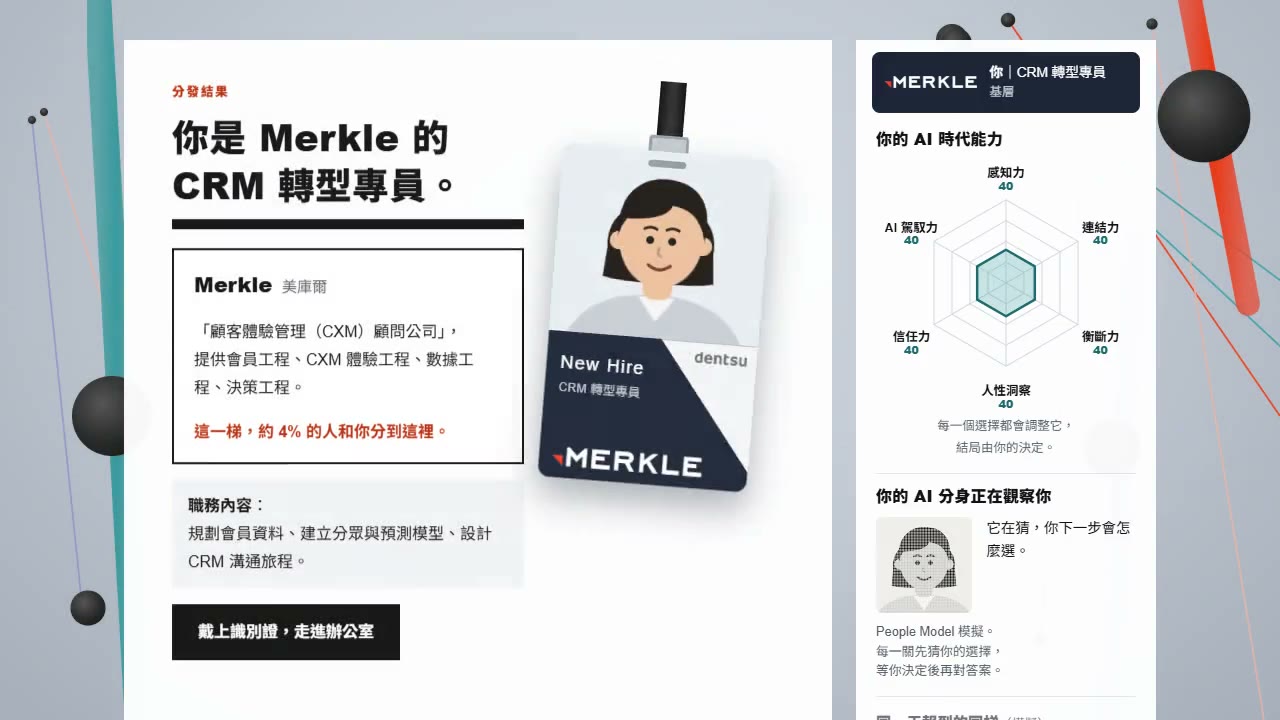 分發結果
你是 Merkle 的
CRM 轉型專員。
Merkle 美庫爾
「顧客體驗管理（CXM）顧問公司」，
提供會員工程、CXM 體驗工程、數據工
程、決策工程。
這一梯，約 4% 的人和你分到這裡。
職務內容：
規劃會員資料、建立分眾與預測模型、設計
CRM 溝通旅程。
戴上識別證，走進辦公室
dentsu
New Hire
CRM 轉型專員
MERKLE
MERKLE
你｜CRM 轉型專員
基層
你的 AI 時代能力
感知力
40
AI 駕馭力
40
連結力
40
信任力
40
衡斷力
40
人性洞察
40
每一個選擇都會調整它，
結局由你的決定。
你的 AI 分身正在觀察你
它在猜，你下一步會怎
麼選。
People Model 模擬。
每一關先猜你的選擇，
等你決定後再對答案。